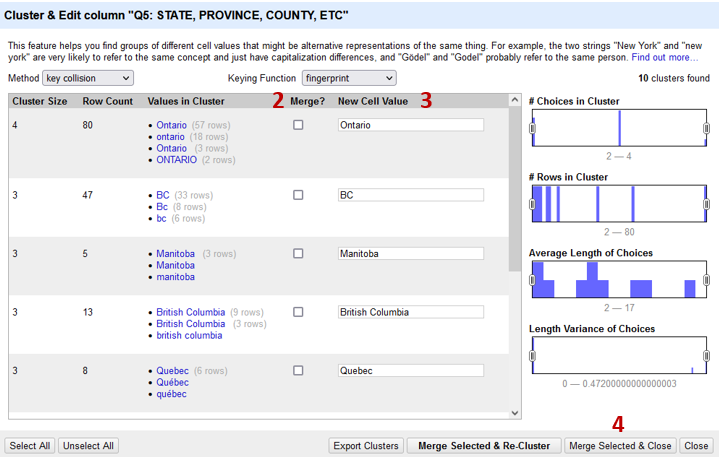 Cluster & Edit column "Q5: STATE, PROVINCE, COUNTY, ETC"
This feature helps you find groups of different cell values that might be alternative representations of the same thing. For example, the two strings "New York" and "new
york" are very likely to refer to the same concept and just have capitalization differences, and "Gödel" and "Godel" probably refer to the same person. Find out more...
Method key collision Keying Function fingerprint 10 clusters found
Cluster Size Row Count Values in Cluster 2 Merge? New Cell Value 3
4 80 • Ontario (57 rows) Ontario
• ontario (18 rows)
• Ontario (3 rows)
• ONTARIO (2 rows)
3 47 • BC (33 rows) BC
• Bc (8 rows)
• bc (6 rows)
3 5 • Manitoba (3 rows) Manitoba
• Manitoba
• manitoba
3 13 • British Columbia (9 rows) British Columbia
• British Columbia (3 rows)
• british columbia
3 8 • Quebec (6 rows) Quebec
• Québec
• québec
# Choices in Cluster
2 — 4
# Rows in Cluster
2 — 80
Average Length of Choices
2 — 17
Length Variance of Choices
0 — 0.47200000000000003
4
Select All Unselect All Export Clusters Merge Selected & Re-Cluster Merge Selected & Close Close